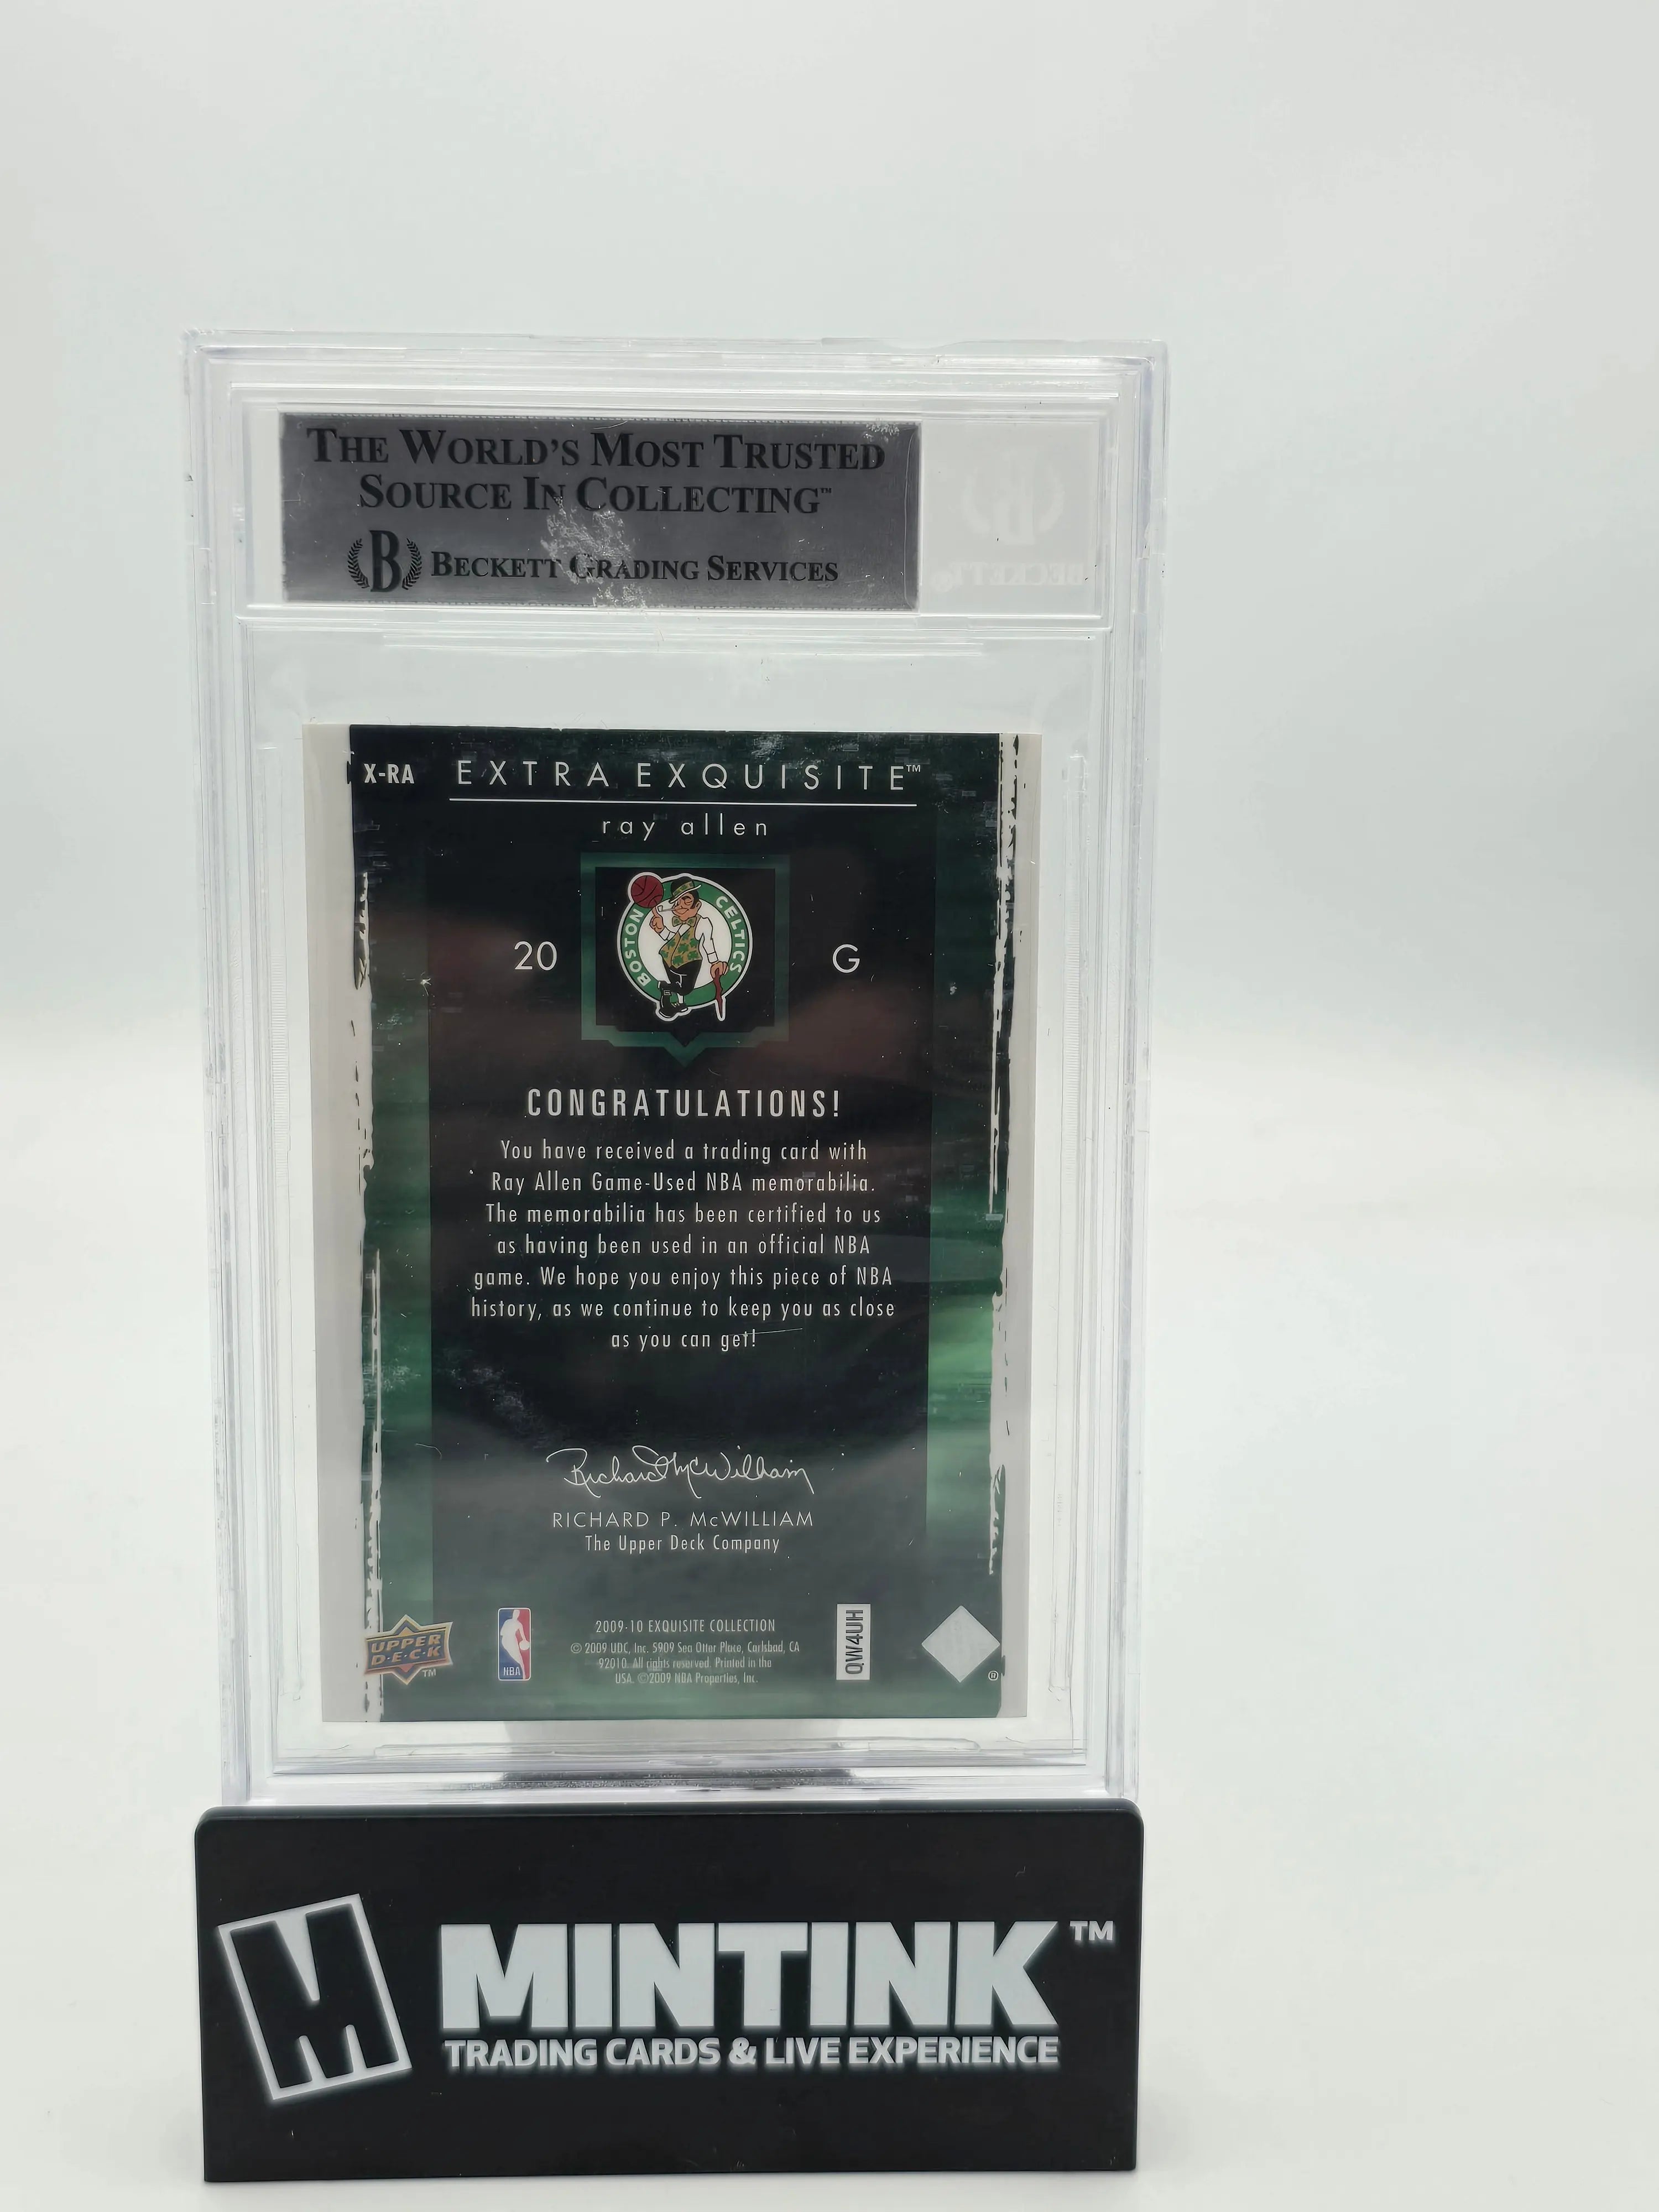 THE WORLD'S MOST TRUSTED
SOURCE IN COLLECTING™
B BECKETT GRADING SERVICES
BECKETT
X-RA EXTRA EXQUISITE™
ray allen
BOSTON CELTICS
20 G
CONGRATULATIONS!
You have received a trading card with
Ray Allen Game-Used NBA memorabilia.
The memorabilia has been certified to us
as having been used in an official NBA
game. We hope you enjoy this piece of NBA
history, as we continue to keep you as close
as you can get!
Richard McWilliam
RICHARD P. McWILLIAM
The Upper Deck Company
UPPER
D·E·C·K
™
NBA
2009-10 EXQUISITE COLLECTION
© 2009 UDC, Inc. 5909 Sea Otter Place, Carlsbad, CA
92010. All rights reserved. Printed in the
USA. ©2009 NBA Properties, Inc.
QW4UH
®
M MINTINK™
TRADING CARDS & LIVE EXPERIENCE